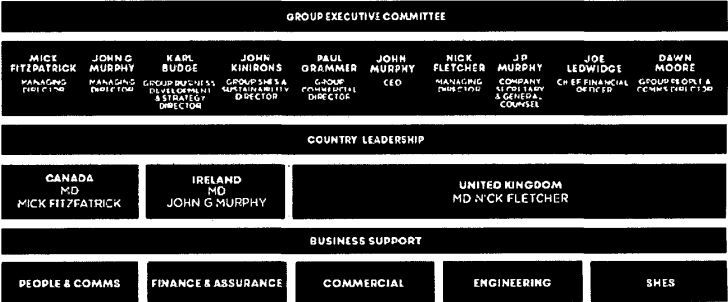 GROUP EXECUTIVE COMMITTEE
MICK FITZPATRICK
MANAGING DIRECTOR
JOHN G MURPHY
MANAGING DIRECTOR
KARL BUDGE
GROUP BUSINESS DEVELOPMENT & STRATEGY DIRECTOR
JOHN KINIRONS
GROUP SHES & SUSTAINABILITY DIRECTOR
PAUL GRAMMER
GROUP COMMERCIAL DIRECTOR
JOHN MURPHY
CEO
NICK FLETCHER
MANAGING DIRECTOR
J.P MURPHY
COMPANY SECRETARY & GENERAL COUNSEL
JOE LEDWIDGE
CHIEF FINANCIAL OFFICER
DAWN MOORE
GROUP PEOPLE & COMMS DIRECTOR
COUNTRY LEADERSHIP
CANADA
MD
MICK FITZPATRICK
IRELAND
MD
JOHN G MURPHY
UNITED KINGDOM
MD NICK FLETCHER
BUSINESS SUPPORT
PEOPLE & COMMS
FINANCE & ASSURANCE
COMMERCIAL
ENGINEERING
SHES